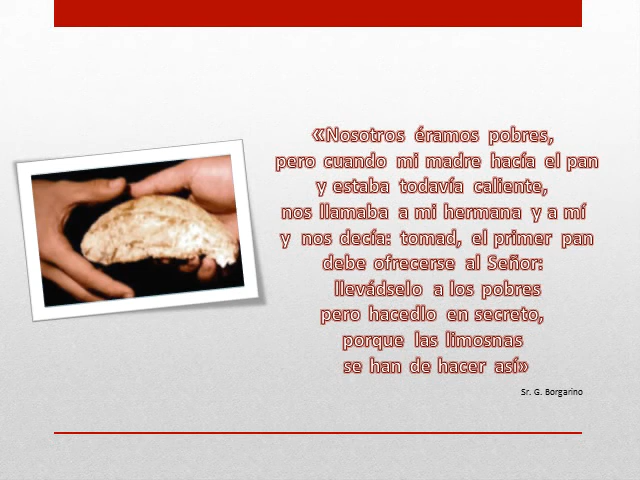 «Nosotros éramos pobres,
pero cuando mi madre hacía el pan
y estaba todavía caliente,
nos llamaba a mi hermana y a mí
y nos decía: tomad, el primer pan
debe ofrecerse al Señor:
llevádselo a los pobres
pero hacedlo en secreto,
porque las limosnas
se han de hacer así»
Sr. G. Borgarino